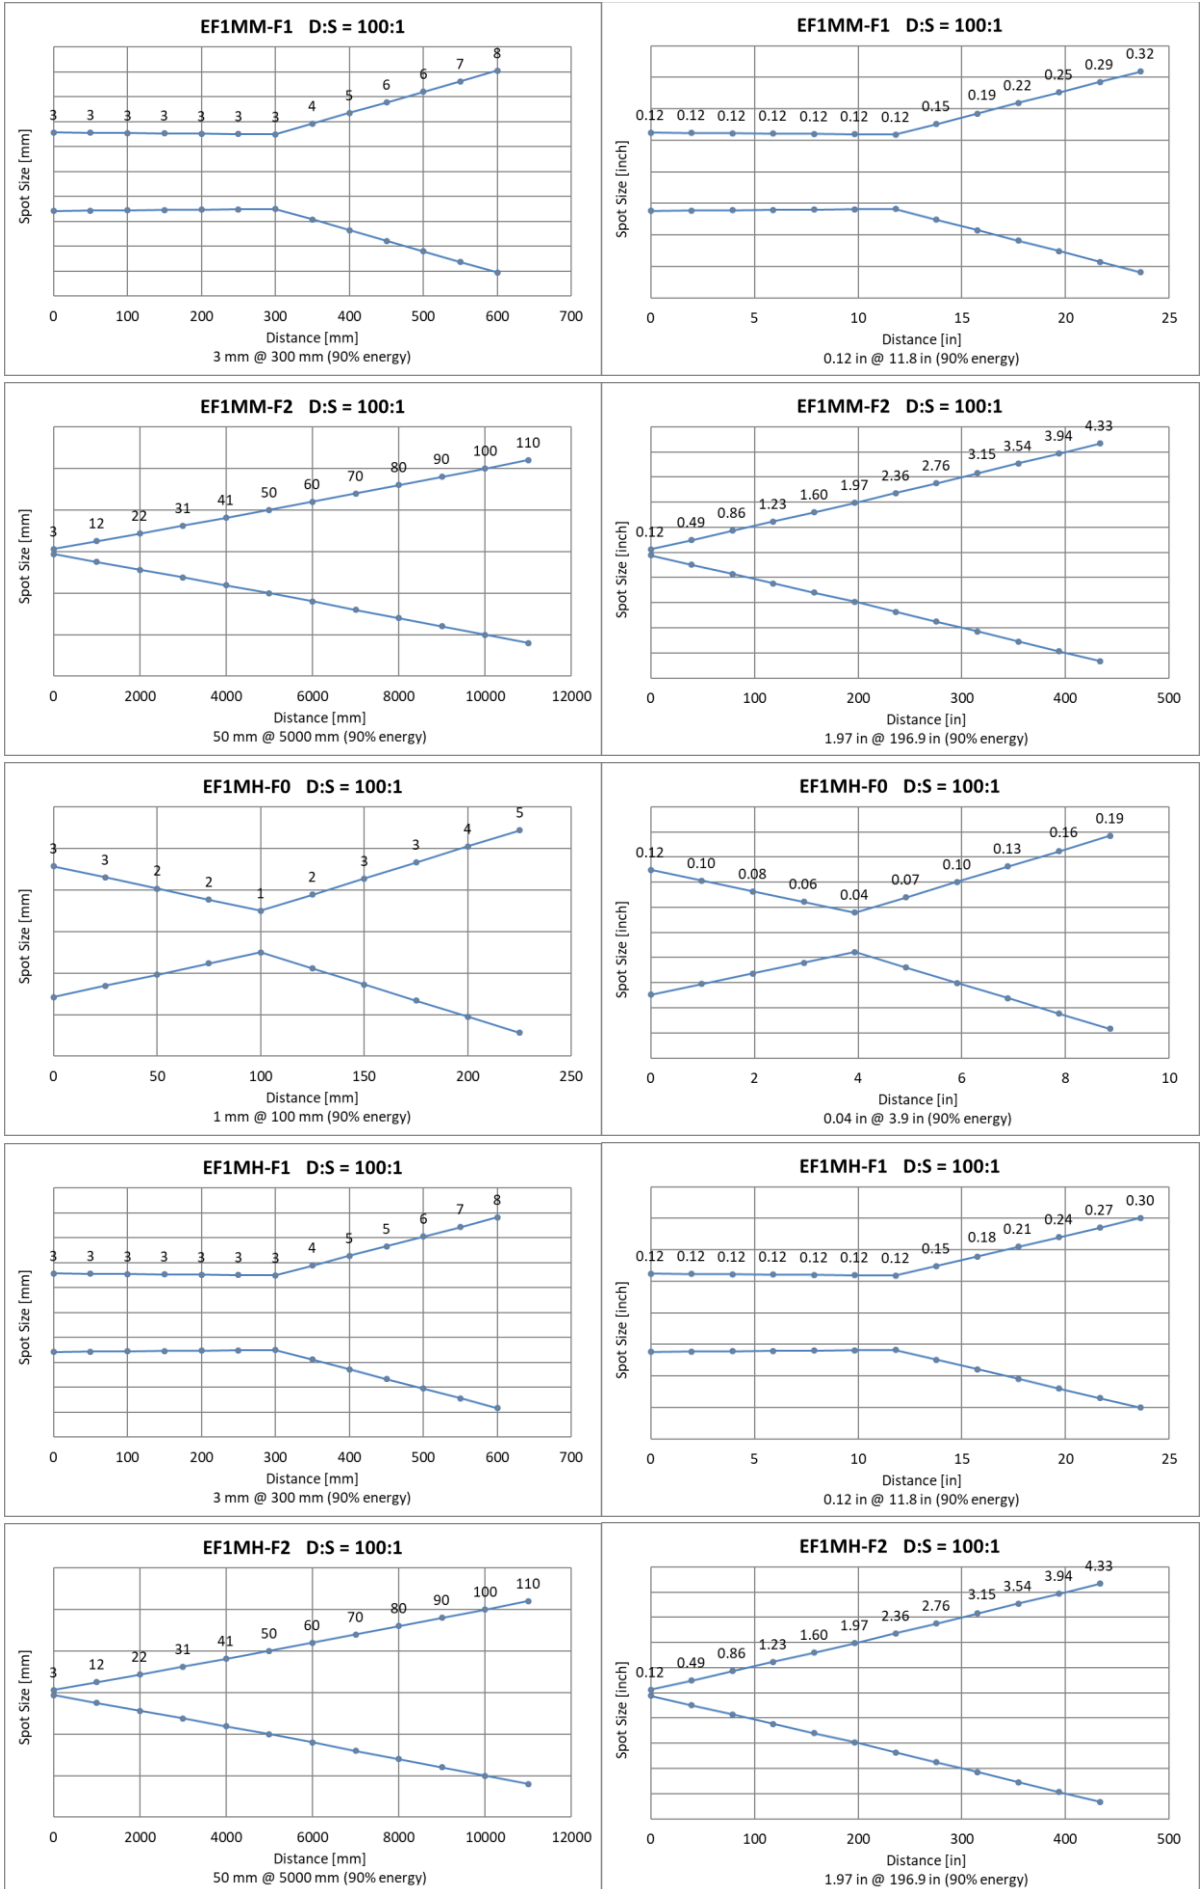 EF1MM-F1 D:S = 100:1
Spot Size [mm]
3 3 3 3 3 3 3 4 5 6 6 7 8
0 100 200 300 400 500 600 700
Distance [mm]
3 mm @ 300 mm (90% energy)
EF1MM-F1 D:S = 100:1
Spot Size [inch]
0.12 0.12 0.12 0.12 0.12 0.12 0.12 0.15 0.19 0.22 0.25 0.29 0.32
0 5 10 15 20 25
Distance [in]
0.12 in @ 11.8 in (90% energy)
EF1MM-F2 D:S = 100:1
Spot Size [mm]
3 12 22 31 41 50 60 70 80 90 100 110
0 2000 4000 6000 8000 10000 12000
Distance [mm]
50 mm @ 5000 mm (90% energy)
EF1MM-F2 D:S = 100:1
Spot Size [inch]
0.12 0.49 0.86 1.23 1.60 1.97 2.36 2.76 3.15 3.54 3.94 4.33
0 100 200 300 400 500
Distance [in]
1.97 in @ 196.9 in (90% energy)
EF1MH-F0 D:S = 100:1
Spot Size [mm]
3 3 2 2 1 2 3 3 4 5
0 50 100 150 200 250
Distance [mm]
1 mm @ 100 mm (90% energy)
EF1MH-F0 D:S = 100:1
Spot Size [inch]
0.12 0.10 0.08 0.06 0.04 0.07 0.10 0.13 0.16 0.19
0 2 4 6 8 10
Distance [in]
0.04 in @ 3.9 in (90% energy)
EF1MH-F1 D:S = 100:1
Spot Size [mm]
3 3 3 3 3 3 3 4 5 5 6 7 8
0 100 200 300 400 500 600 700
Distance [mm]
3 mm @ 300 mm (90% energy)
EF1MH-F1 D:S = 100:1
Spot Size [inch]
0.12 0.12 0.12 0.12 0.12 0.12 0.12 0.15 0.18 0.21 0.24 0.27 0.30
0 5 10 15 20 25
Distance [in]
0.12 in @ 11.8 in (90% energy)
EF1MH-F2 D:S = 100:1
Spot Size [mm]
3 12 22 31 41 50 60 70 80 90 100 110
0 2000 4000 6000 8000 10000 12000
Distance [mm]
50 mm @ 5000 mm (90% energy)
EF1MH-F2 D:S = 100:1
Spot Size [inch]
0.12 0.49 0.86 1.23 1.60 1.97 2.36 2.76 3.15 3.54 3.94 4.33
0 100 200 300 400 500
Distance [in]
1.97 in @ 196.9 in (90% energy)